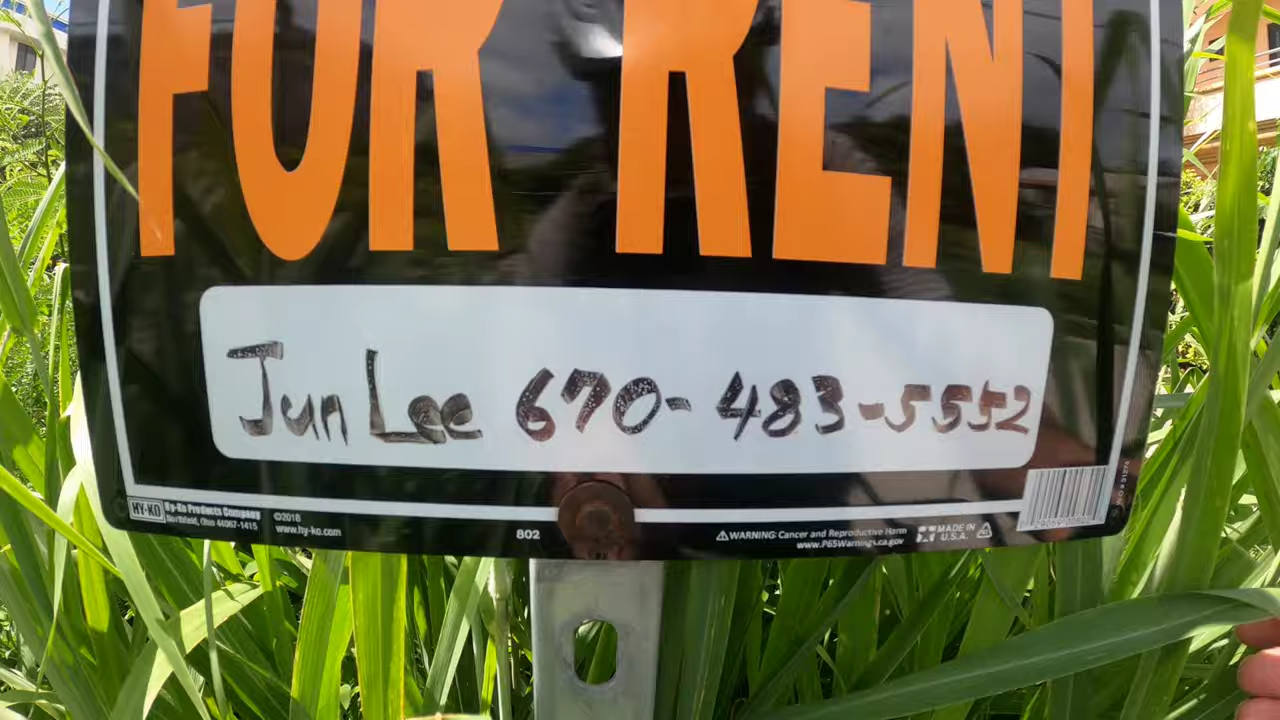 FOR RENT
Jun Lee 670-483-5552
HY-KO Hy-Ko Products Company
Northfield, Ohio 44067-1415
©2018
www.hy-ko.com
802
⚠WARNING Cancer and Reproductive Harm
www.P65Warnings.ca.gov
MADE IN
U.S.A.